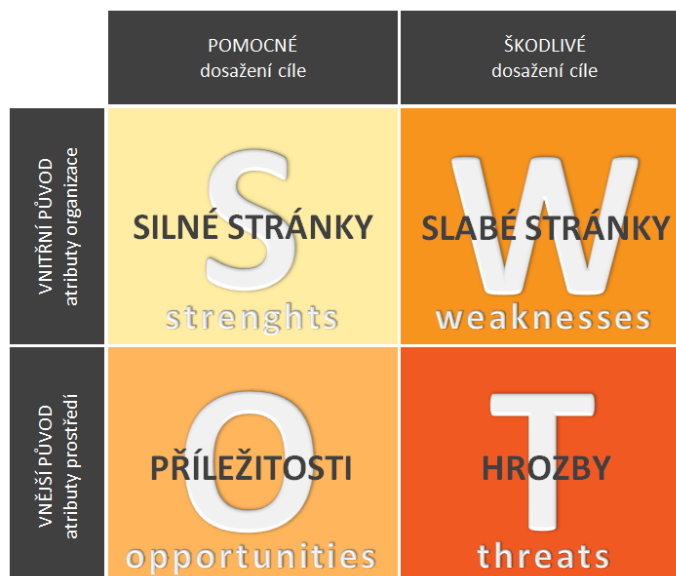 POMOCNÉ
dosažení cíle
ŠKODLIVÉ
dosažení cíle
VNITŘNÍ PŮVOD
atributy organizace
S
SILNÉ STRÁNKY
strenghts
W
SLABÉ STRÁNKY
weaknesses
VNĚJŠÍ PŮVOD
atributy prostředí
O
PŘÍLEŽITOSTI
opportunities
T
HROZBY
threats